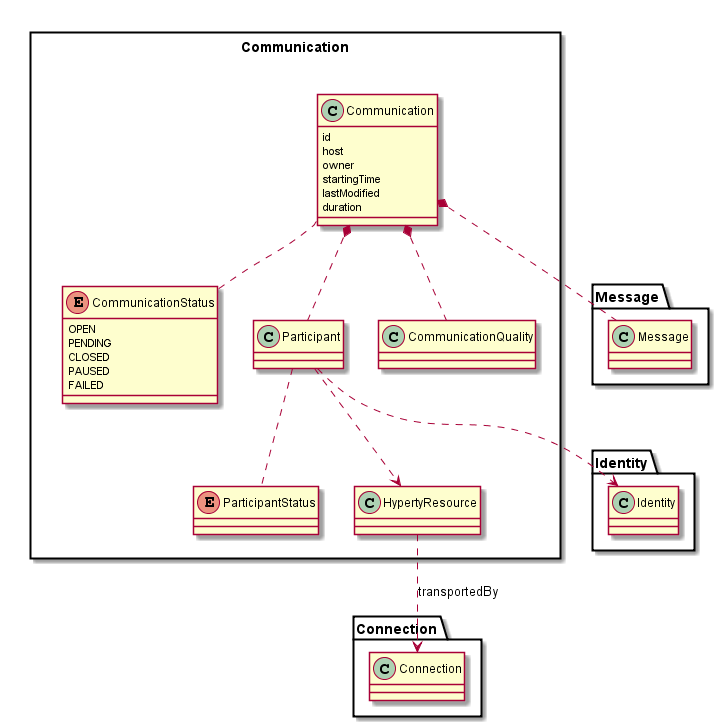 Communication
C Communication
id
host
owner
startingTime
lastModified
duration
E CommunicationStatus
OPEN
PENDING
CLOSED
PAUSED
FAILED
C Participant
C CommunicationQuality
Message
C Message
E ParticipantStatus
C HypertyResource
Identity
C Identity
transportedBy
Connection
C Connection